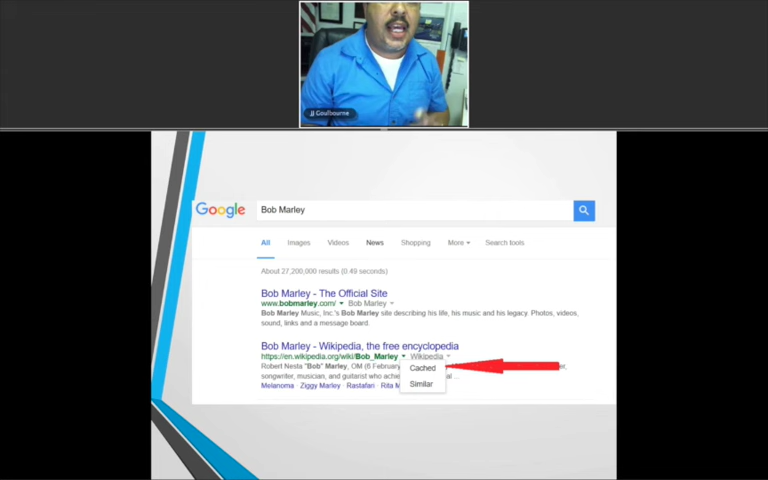 JJ Coulbourne
Google
Bob Marley
All Images Videos News Shopping More Search tools
About 27,200,000 results (0.49 seconds)
Bob Marley - The Official Site
www.bobmarley.com/ Bob Marley
Bob Marley Music, Inc.'s Bob Marley site describing his life, his music and his legacy. Photos, videos,
sound, links and a message board.
Bob Marley - Wikipedia, the free encyclopedia
https://en.wikipedia.org/wiki/Bob_Marley Wikipedia
Robert Nesta "Bob" Marley, OM (6 February
songwriter, musician, and guitarist who achie al ...
Melanoma · Ziggy Marley · Rastafari · Rita M
Cached
Similar